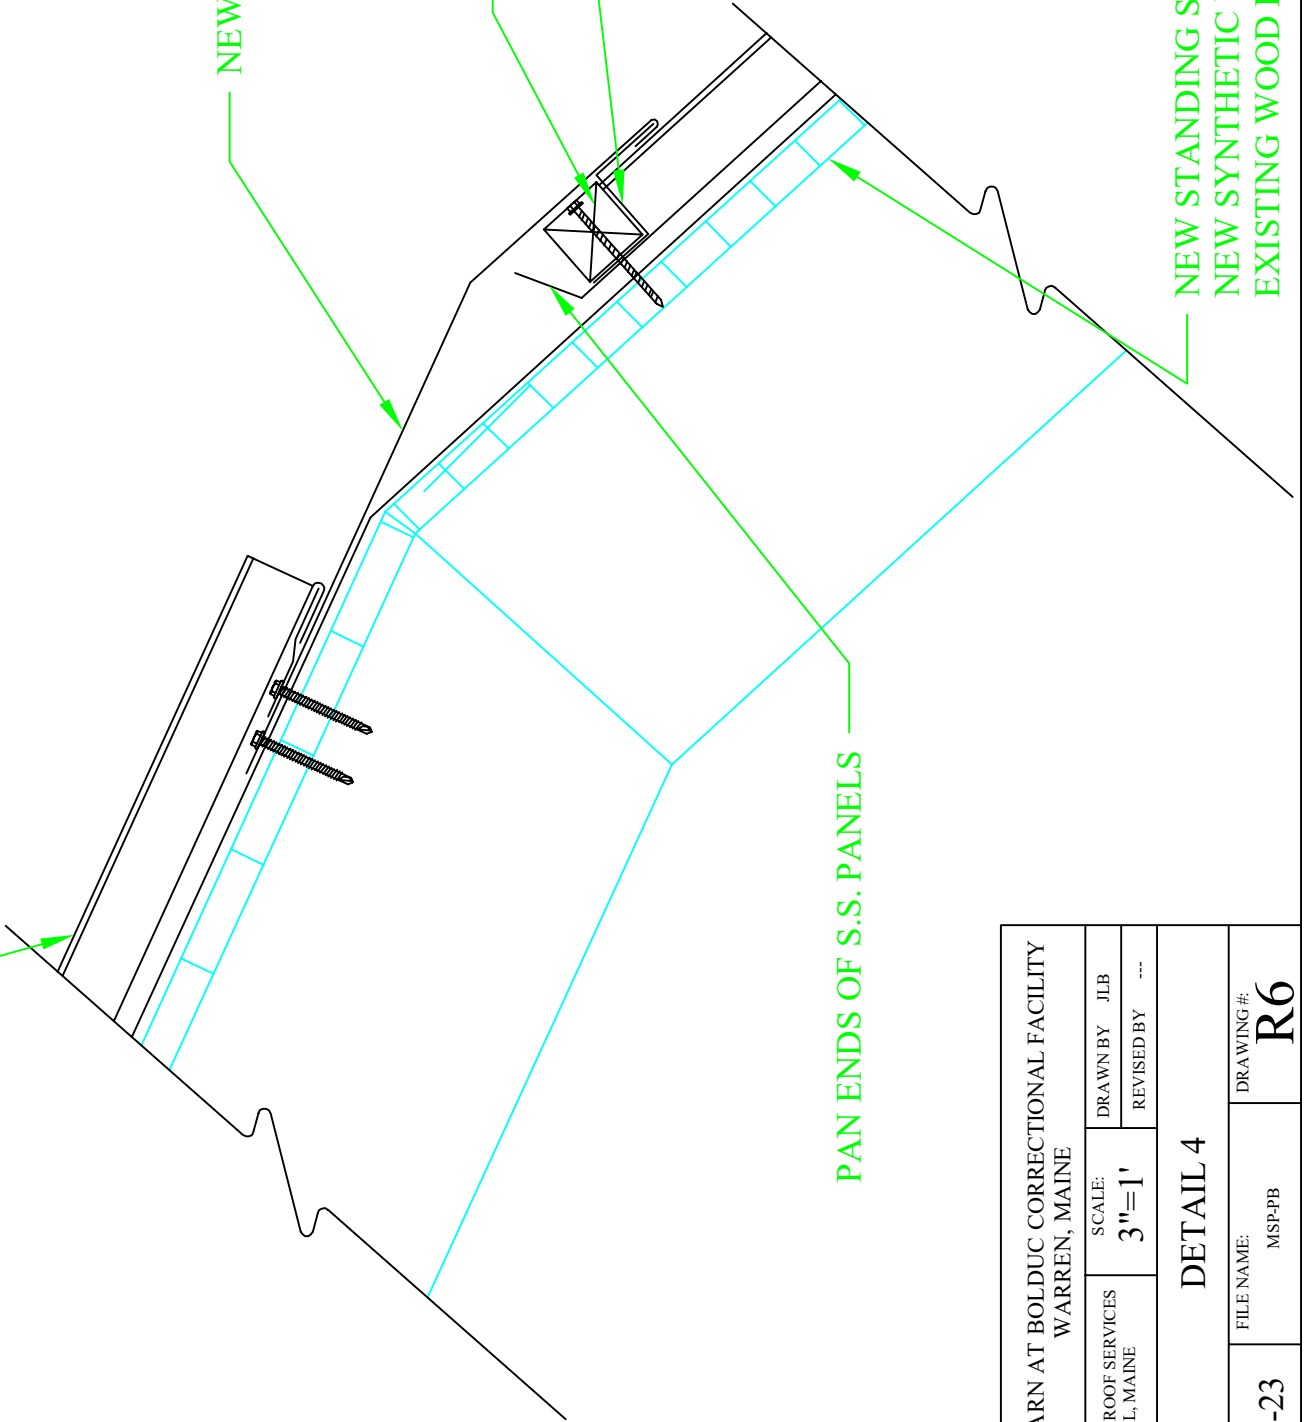 NEW
NEW STANDING S
NEW SYNTHETIC
EXISTING WOOD
PAN ENDS OF S.S. PANELS
ARN AT BOLDUC CORRECTIONAL FACILITY
WARREN, MAINE
ROOF SERVICES
L, MAINE
SCALE:
3"=1'
DRAWN BY JLB
REVISED BY ---
DETAIL 4
-23
FILE NAME:
MSP-PB
DRAWING #:
R6